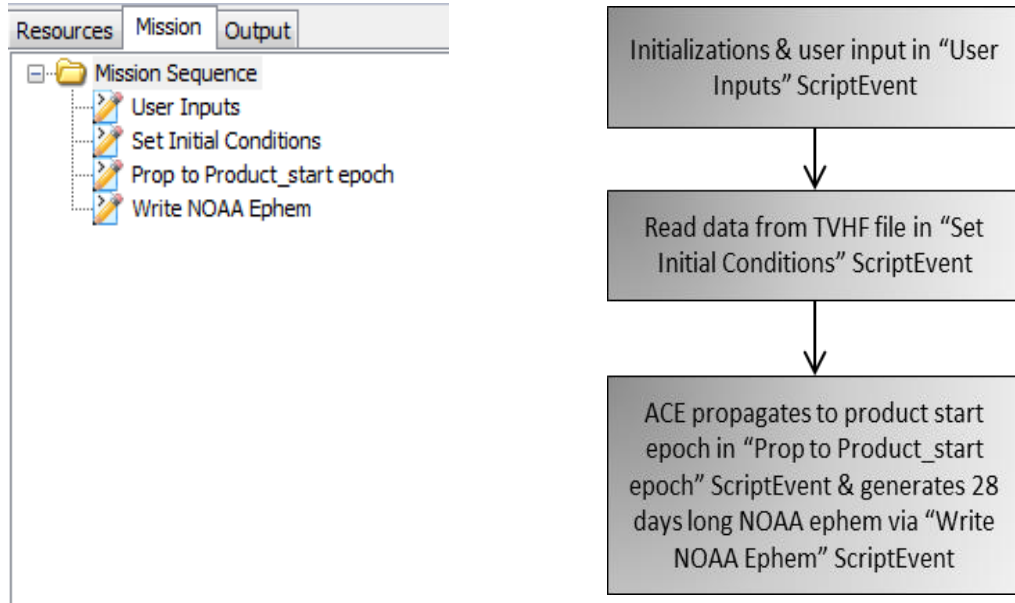 Resources Mission Output
Mission Sequence
User Inputs
Set Initial Conditions
Prop to Product_start epoch
Write NOAA Ephem
Initializations & user input in “User
Inputs” ScriptEvent
Read data from TVHF file in “Set
Initial Conditions” ScriptEvent
ACE propagates to product start
epoch in “Prop to Product_start
epoch” ScriptEvent & generates 28
days long NOAA ephem via “Write
NOAA Ephem” ScriptEvent